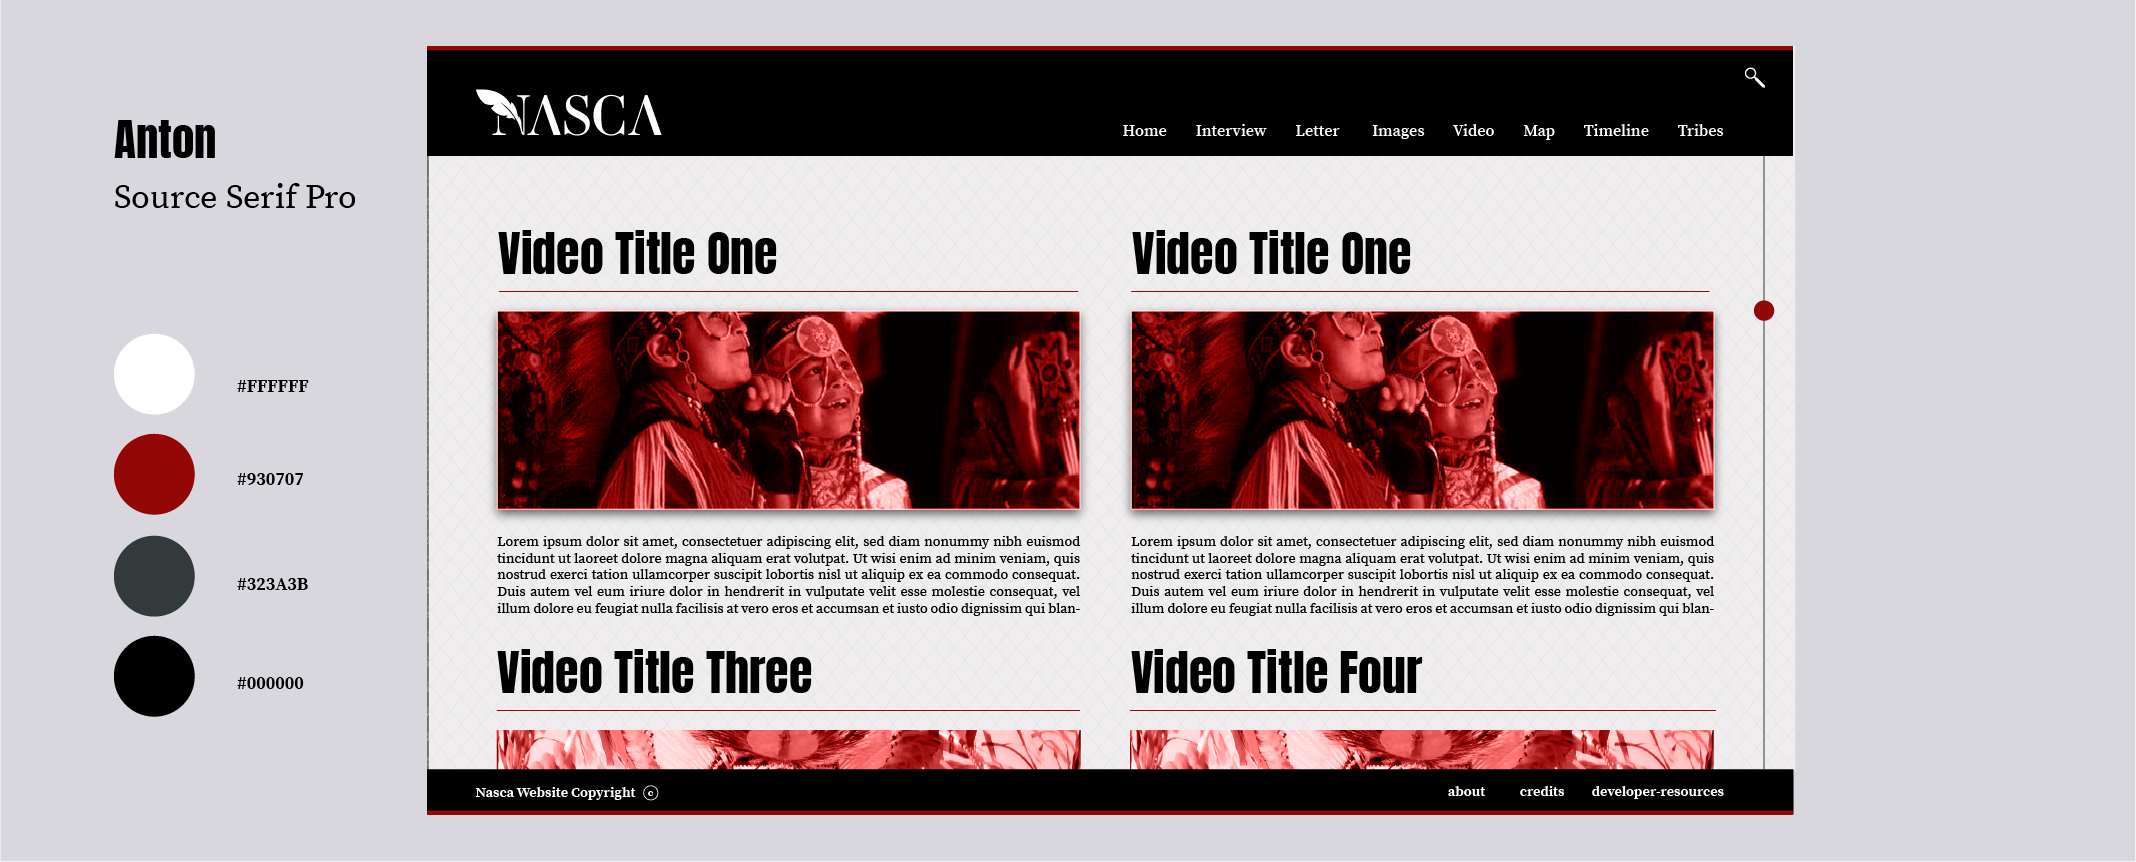 Anton
Source Serif Pro
#FFFFFF
#930707
#323A3B
#000000
NASCA
Home Interview Letter Images Video Map Timeline Tribes
Video Title One
Lorem ipsum dolor sit amet, consectetuer adipiscing elit, sed diam nonummy nibh euismod
tincidunt ut laoreet dolore magna aliquam erat volutpat. Ut wisi enim ad minim veniam, quis
nostrud exerci tation ullamcorper suscipit lobortis nisl ut aliquip ex ea commodo consequat.
Duis autem vel eum iriure dolor in hendrerit in vulputate velit esse molestie consequat, vel
illum dolore eu feugiat nulla facilisis at vero eros et accumsan et iusto odio dignissim qui blan-
Video Title One
Lorem ipsum dolor sit amet, consectetuer adipiscing elit, sed diam nonummy nibh euismod
tincidunt ut laoreet dolore magna aliquam erat volutpat. Ut wisi enim ad minim veniam, quis
nostrud exerci tation ullamcorper suscipit lobortis nisl ut aliquip ex ea commodo consequat.
Duis autem vel eum iriure dolor in hendrerit in vulputate velit esse molestie consequat, vel
illum dolore eu feugiat nulla facilisis at vero eros et accumsan et iusto odio dignissim qui blan-
Video Title Three
Video Title Four
Nasca Website Copyright ©
about credits developer-resources